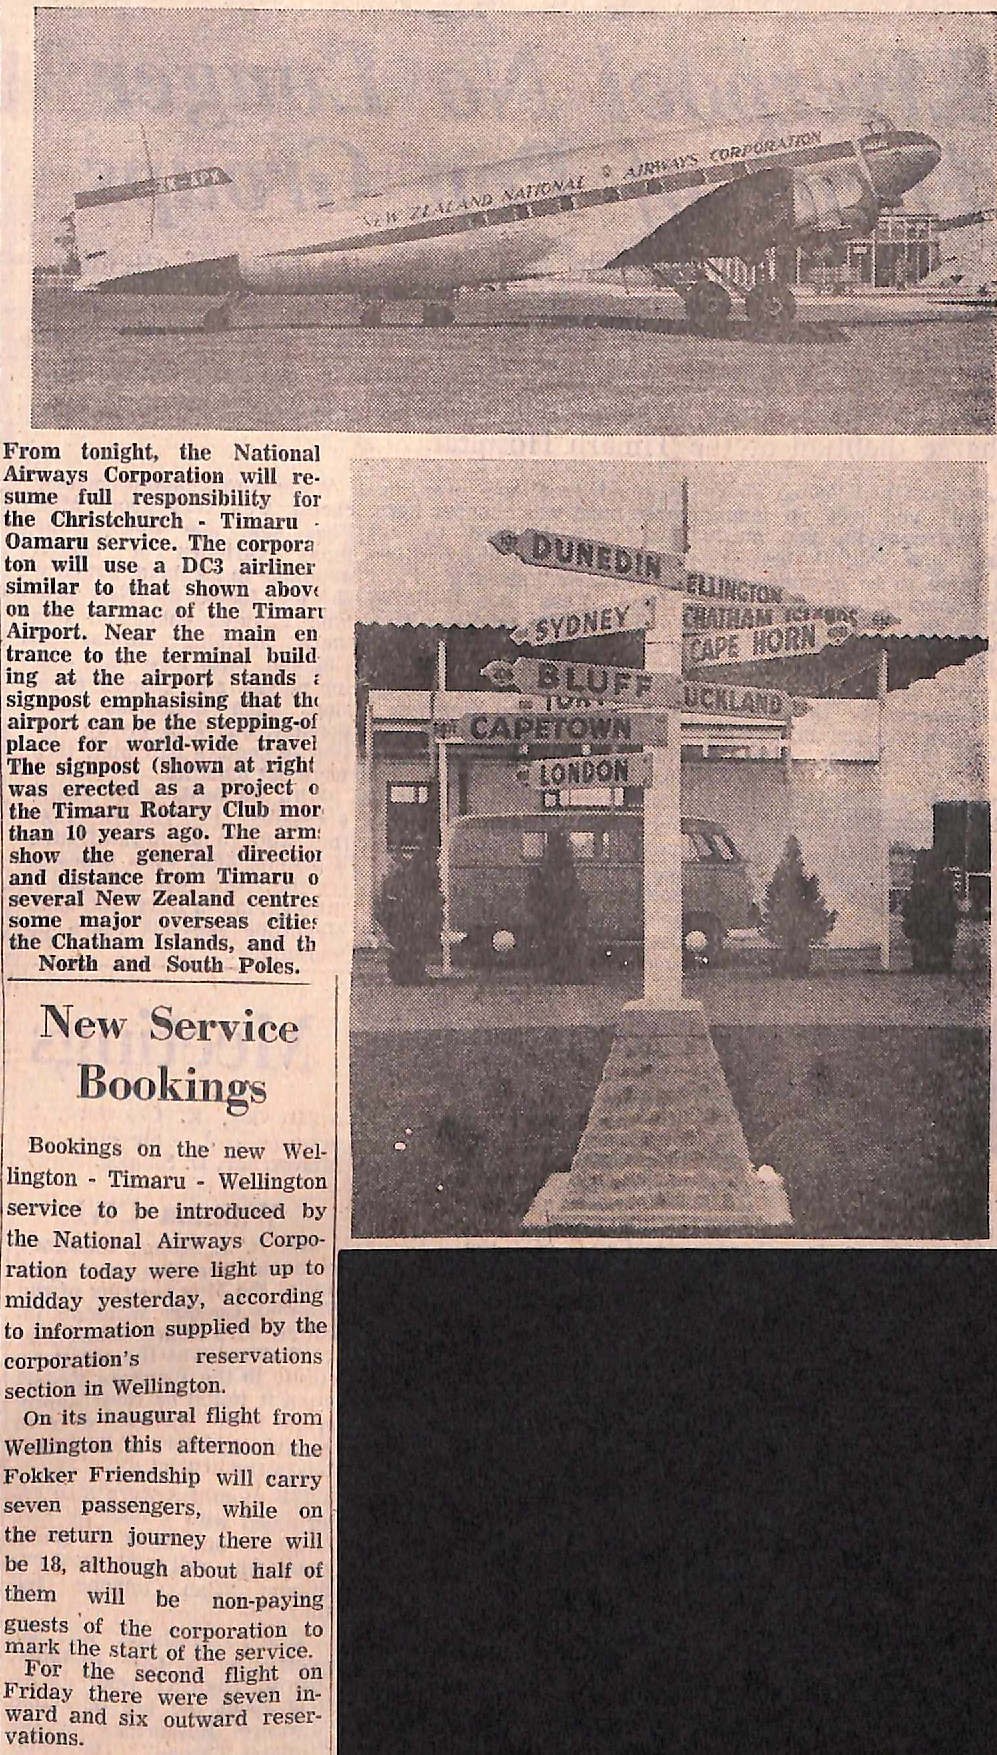 ZK-APK
NEW ZEALAND NATIONAL AIRWAYS CORPORATION
From tonight, the National
Airways Corporation will re-
sume full responsibility for
the Christchurch - Timaru -
Oamaru service. The corpora
ton will use a DC3 airliner
similar to that shown above
on the tarmac of the Timaru
Airport. Near the main en
trance to the terminal build-
ing at the airport stands a
signpost emphasising that the
airport can be the stepping-of
place for world-wide travel
The signpost (shown at right
was erected as a project o
the Timaru Rotary Club mor
than 10 years ago. The arms
show the general direction
and distance from Timaru o
several New Zealand centres
some major overseas cities
the Chatham Islands, and th
North and South Poles.
DUNEDIN
ELLINGTON
SYDNEY
CHATHAM ISLANDS
CAPE HORN
BLUFF
UCKLAND
CAPETOWN
LONDON
New Service
Bookings
Bookings on the new Wel-
lington - Timaru - Wellington
service to be introduced by
the National Airways Corpo-
ration today were light up to
midday yesterday, according
to information supplied by the
corporation's reservations
section in Wellington.
On its inaugural flight from
Wellington this afternoon the
Fokker Friendship will carry
seven passengers, while on
the return journey there will
be 18, although about half of
them will be non-paying
guests of the corporation to
mark the start of the service.
For the second flight on
Friday there were seven in-
ward and six outward reser-
vations.